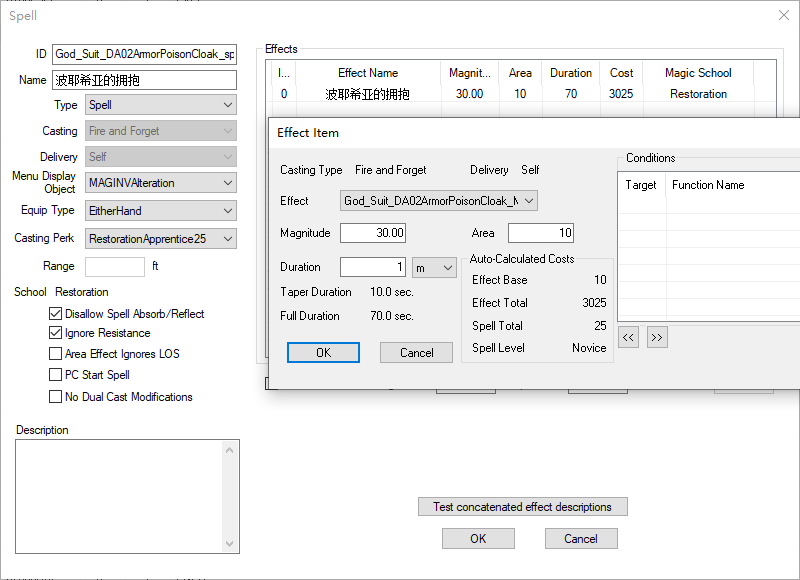 Spell
ID God_Suit_DA02ArmorPoisonCloak_sp
Name 波耶希亚的拥抱
Type Spell
Casting Fire and Forget
Delivery Self
Menu Display Object MAGINVAlteration
Equip Type EitherHand
Casting Perk RestorationApprentice25
Range ft
School Restoration
Disallow Spell Absorb/Reflect
Ignore Resistance
Area Effect Ignores LOS
PC Start Spell
No Dual Cast Modifications
Description
Effects
I... Effect Name Magnit... Area Duration Cost Magic School
0 波耶希亚的拥抱 30.00 10 70 3025 Restoration
Effect Item
Casting Type Fire and Forget Delivery Self
Effect God_Suit_DA02ArmorPoisonCloak_M
Magnitude 30.00 Area 10
Duration 1 m
Taper Duration 10.0 sec.
Full Duration 70.0 sec.
Auto-Calculated Costs
Effect Base 10
Effect Total 3025
Spell Total 25
Spell Level Novice
OK Cancel
Conditions
Target Function Name
<< >>
Test concatenated effect descriptions
OK Cancel